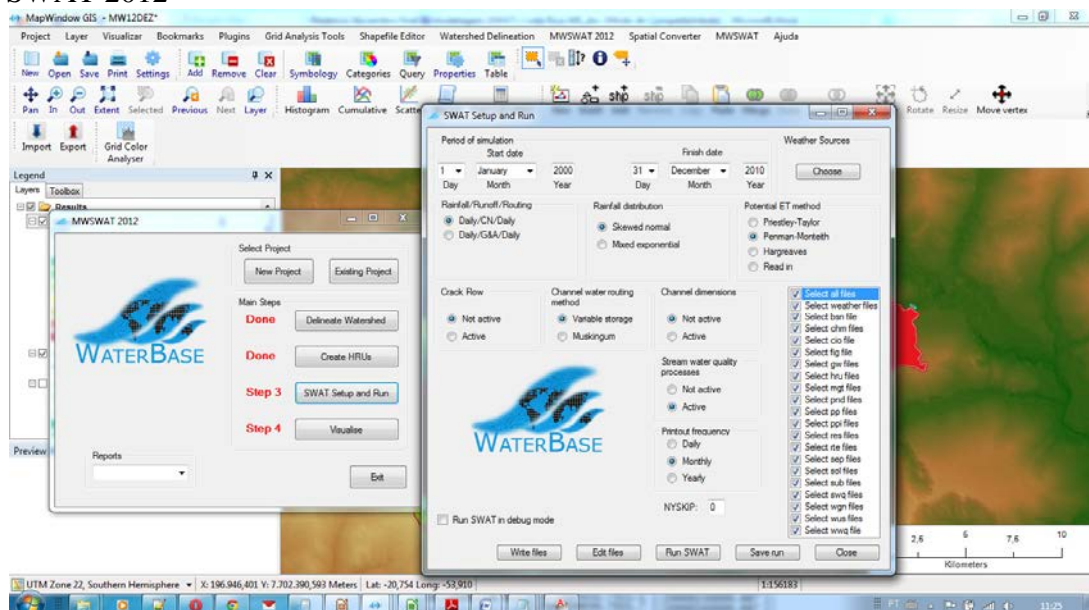 SWAT 2012
MapWindow GIS - MW12DEZ*
Project Layer Visualizar Bookmarks Plugins Grid Analysis Tools Shapefile Editor Watershed Delineation MWSWAT 2012 Spatial Converter MWSWAT Ajuda
New Open Save Print Settings Add Remove Clear Symbology Categories Query Properties Table
Pan In Out Extent Selected Previous Next Layer Histogram Cumulative Scatte Rotate Resize Move vertex
Import Export Grid Color Analyser
Legend
Layers Toolbox
Results
Preview
MWSWAT 2012
Select Project
New Project Existing Project
Main Steps
Done Delineate Watershed
Done Create HRUs
Step 3 SWAT Setup and Run
Step 4 Visualise
WATERBASE
Reports
Exit
SWAT Setup and Run
Period of simulation
Start date Finish date
1 January 2000 31 December 2010
Day Month Year Day Month Year
Weather Sources
Choose
Rainfall/Runoff/Routing
Daily/CN/Daily
Daily/G&A/Daily
Rainfall distribution
Skewed normal
Mixed exponential
Potential ET method
Priestley-Taylor
Penman-Monteith
Hargreaves
Read in
Crack Flow
Not active
Active
Channel water routing method
Variable storage
Muskingum
Channel dimensions
Not active
Active
Stream water quality processes
Not active
Active
Printout frequency
Daily
Monthly
Yearly
NYSKIP: 0
Select all files
Select weather files
Select bsn file
Select chm files
Select cio file
Select fig file
Select gw files
Select hru files
Select mgt files
Select pnd files
Select pp files
Select ppi files
Select res files
Select rte files
Select sep files
Select sol files
Select sub files
Select swq files
Select wgn files
Select wus files
Select wwq file
WATERBASE
Run SWAT in debug mode
Write files Edit files Run SWAT Save run Close
2,5 5 7,5 10
Kilometers
UTM Zone 22, Southern Hemisphere X: 196.946,401 Y: 7.702.390,593 Meters Lat: -20,754 Long: -53,910 1:156183
PT 11:25